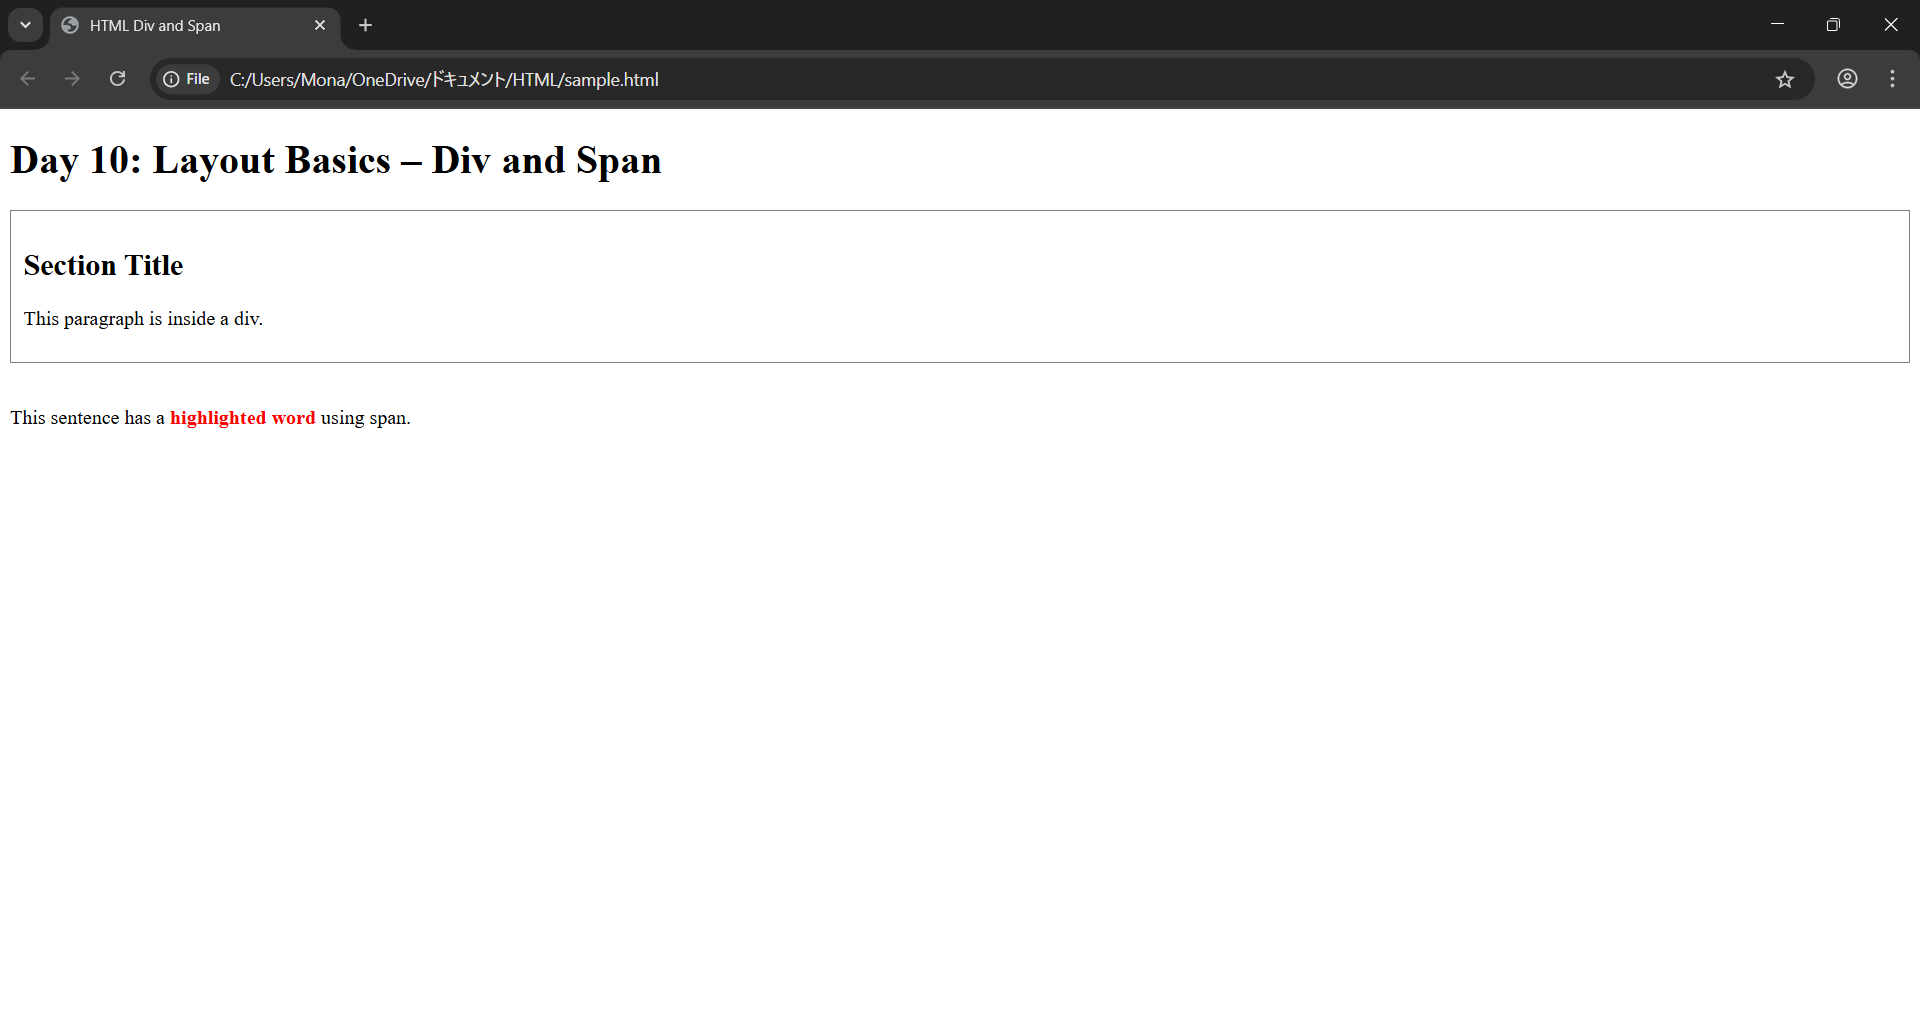 HTML Div and Span
File C:/Users/Mona/OneDrive/ドキュメント/HTML/sample.html
Day 10: Layout Basics – Div and Span
Section Title
This paragraph is inside a div.
This sentence has a highlighted word using span.